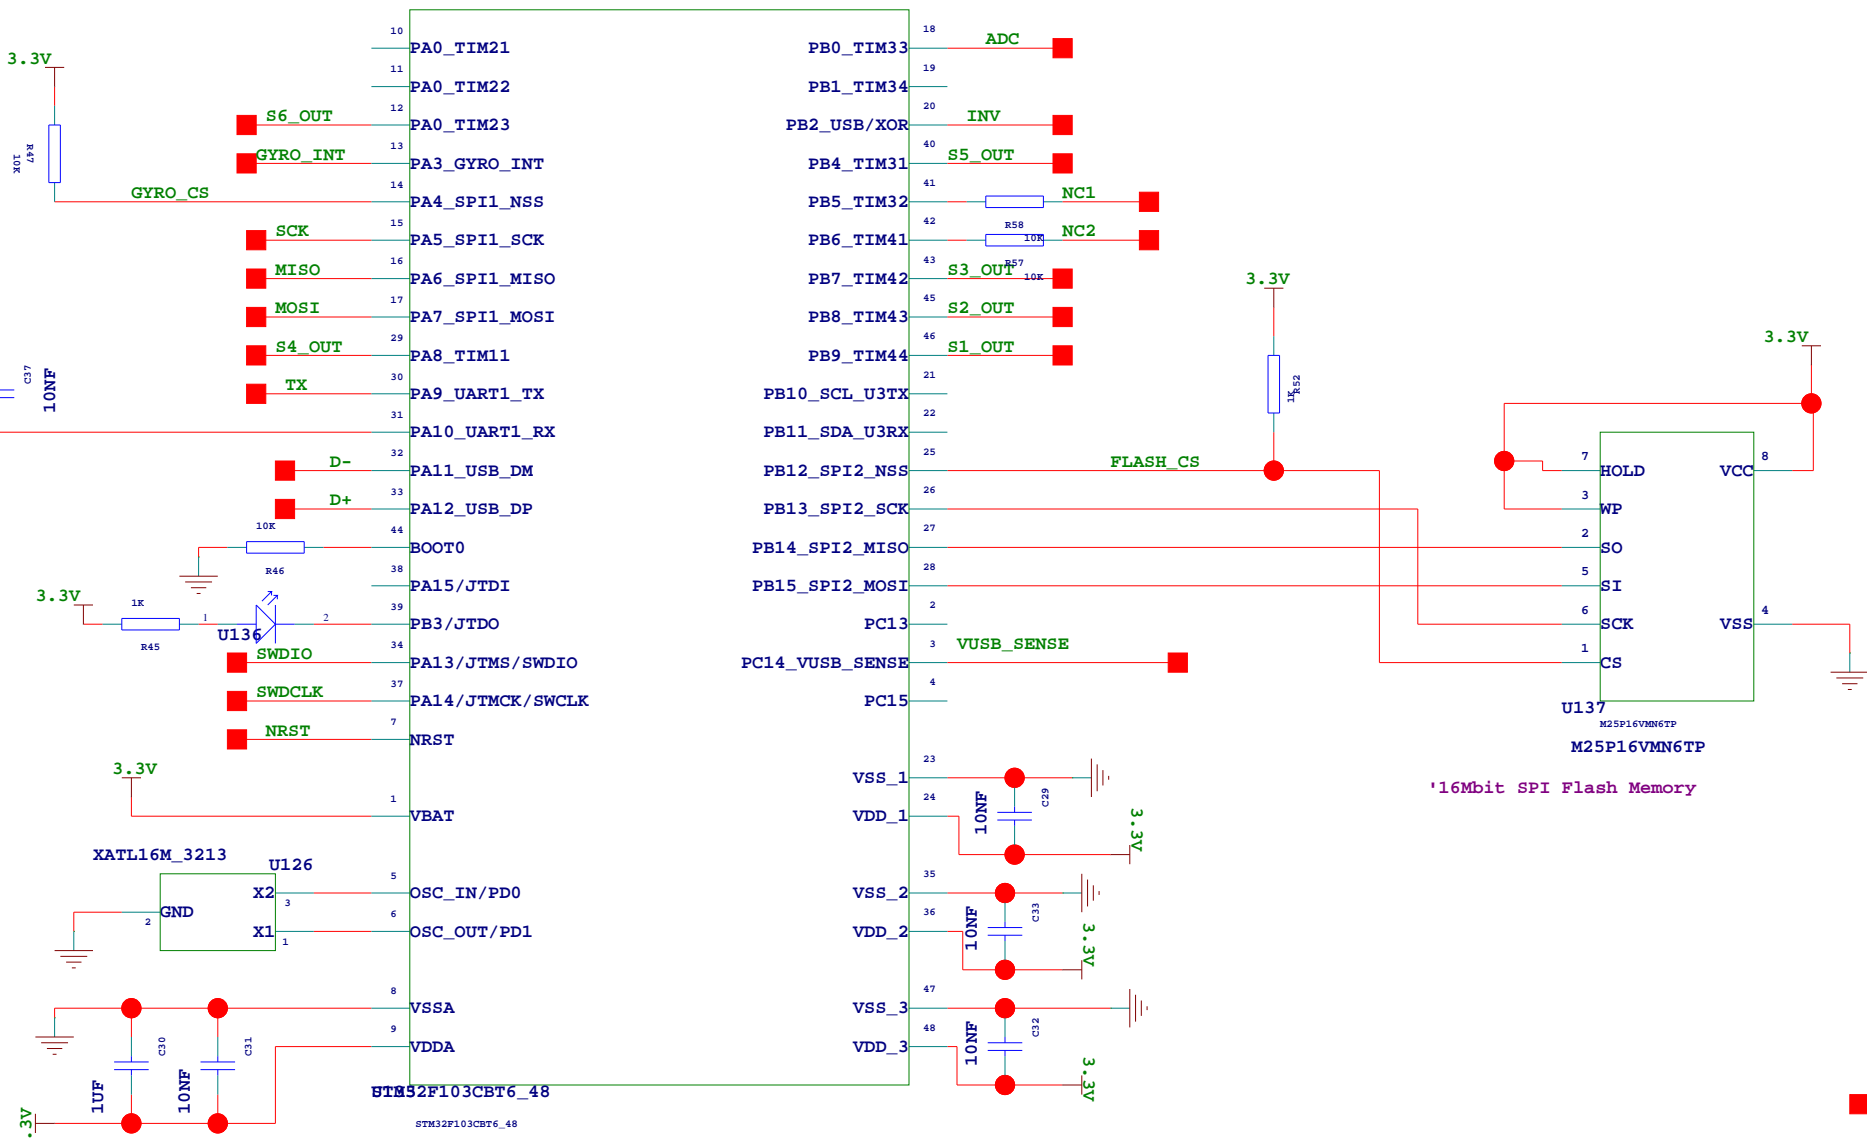 3.3V
R47
10K
GYRO_CS
C37
10NF
S6_OUT
GYRO_INT
SCK
MISO
MOSI
S4_OUT
TX
D-
D+
10K
R46
3.3V
1K
R45
1
2
U136
SWDIO
SWDCLK
NRST
3.3V
XATL16M_3213
U126
X2
3
GND
2
X1
1
C30
1UF
C31
10NF
.3V
10
PA0_TIM21
11
PA0_TIM22
12
PA0_TIM23
13
PA3_GYRO_INT
14
PA4_SPI1_NSS
15
PA5_SPI1_SCK
16
PA6_SPI1_MISO
17
PA7_SPI1_MOSI
29
PA8_TIM11
30
PA9_UART1_TX
31
PA10_UART1_RX
32
PA11_USB_DM
33
PA12_USB_DP
44
BOOT0
38
PA15/JTDI
39
PB3/JTDO
34
PA13/JTMS/SWDIO
37
PA14/JTMCK/SWCLK
7
NRST
1
VBAT
5
OSC_IN/PD0
6
OSC_OUT/PD1
8
VSSA
9
VDDA
STM32F103CBT6_48
STM32F103CBT6_48
18
PB0_TIM33
ADC
19
PB1_TIM34
20
PB2_USB/XOR
INV
40
PB4_TIM31
S5_OUT
41
PB5_TIM32
NC1
R58
10K
42
PB6_TIM41
NC2
R57
10K
43
PB7_TIM42
S3_OUT
45
PB8_TIM43
S2_OUT
46
PB9_TIM44
S1_OUT
21
PB10_SCL_U3TX
22
PB11_SDA_U3RX
25
PB12_SPI2_NSS
FLASH_CS
26
PB13_SPI2_SCK
27
PB14_SPI2_MISO
28
PB15_SPI2_MOSI
2
PC13
3
PC14_VUSB_SENSE
VUSB_SENSE
4
PC15
23
VSS_1
24
VDD_1
10NF
C29
3.3V
35
VSS_2
36
VDD_2
10NF
C33
3.3V
47
VSS_3
48
VDD_3
10NF
C32
3.3V
3.3V
1K
R52
3.3V
7
HOLD
3
WP
2
SO
5
SI
6
SCK
1
CS
8
VCC
4
VSS
U137
M25P16VMN6TP
M25P16VMN6TP
'16Mbit SPI Flash Memory